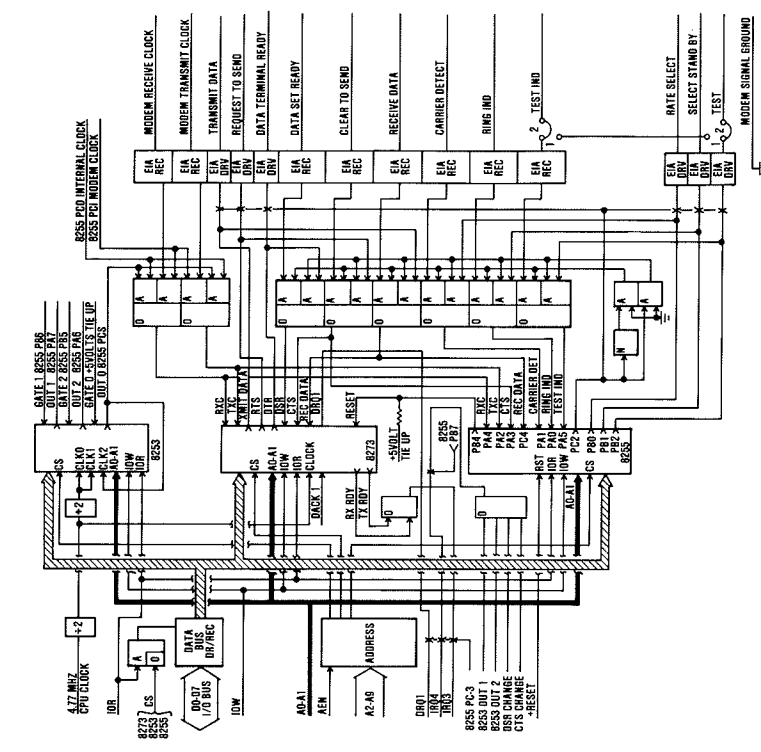 MODEM RECEIVE CLOCK
MODEM TRANSMIT CLOCK
TRANSMIT DATA
REQUEST TO SEND
DATA TERMINAL READY
DATA SET READY
CLEAR TO SEND
RECEIVE DATA
CARRIER DETECT
RING IND
TEST IND
RATE SELECT
SELECT STAND BY
TEST
MODEM SIGNAL GROUND
2
1
2
1
EIA REC
EIA REC
EIA DRV
EIA DRV
EIA DRV
EIA REC
EIA REC
EIA REC
EIA REC
EIA REC
EIA REC
EIA DRV
EIA DRV
EIA DRV
8255 PC0 INTERNAL CLOCK
8255 PCI MODEM CLOCK
A
A
A
A
O
O
A
A
A
A
A
A
A
A
A
A
A
A
O
O
O
O
O
O
A
A
N
GATE 1 8255 PB6
OUT 1 8255 PA7
GATE 2 8255 PB5
OUT 2 8255 PA6
GATE 0 +5VOLTS TIE UP
OUT 0 8255 PCS
8253
CS
CLK0
CLK1
CLK2
A0-A1
IOW
IOR
÷2
RXC
TXC
XMIT DATA
RTS
DTR
DSR
CTS
REC DATA
DRQ1
RESET
8273
CS
A0-A1
IOW
IOR
CLOCK
DACK 1
RX RDY
TX RDY
+5VOLT
TIE UP
8255
PB7
O
O
RXC
TXC
CTS
REC DATA
CARRIER DET
RING IND
TEST IND
PB4
PA4
PA2
PA3
PC4
PA1
PA0
PA5
PC2
PB0
PB1
PB2
8255
RST
IOR
IOW
CS
A0-A1
÷2
4.77 MHZ
CPU CLOCK
IOR
A
O
8273
8253
8255
CS
DATA
BUS
DR/REC
D0-D7
I/O BUS
IOW
A0-A1
AEN
ADDRESS
A2-A9
DRQ1
IRQ4
IRQ3
8255 PC-3
8253 OUT 1
8253 OUT 2
DSR CHANGE
CTS CHANGE
+RESET